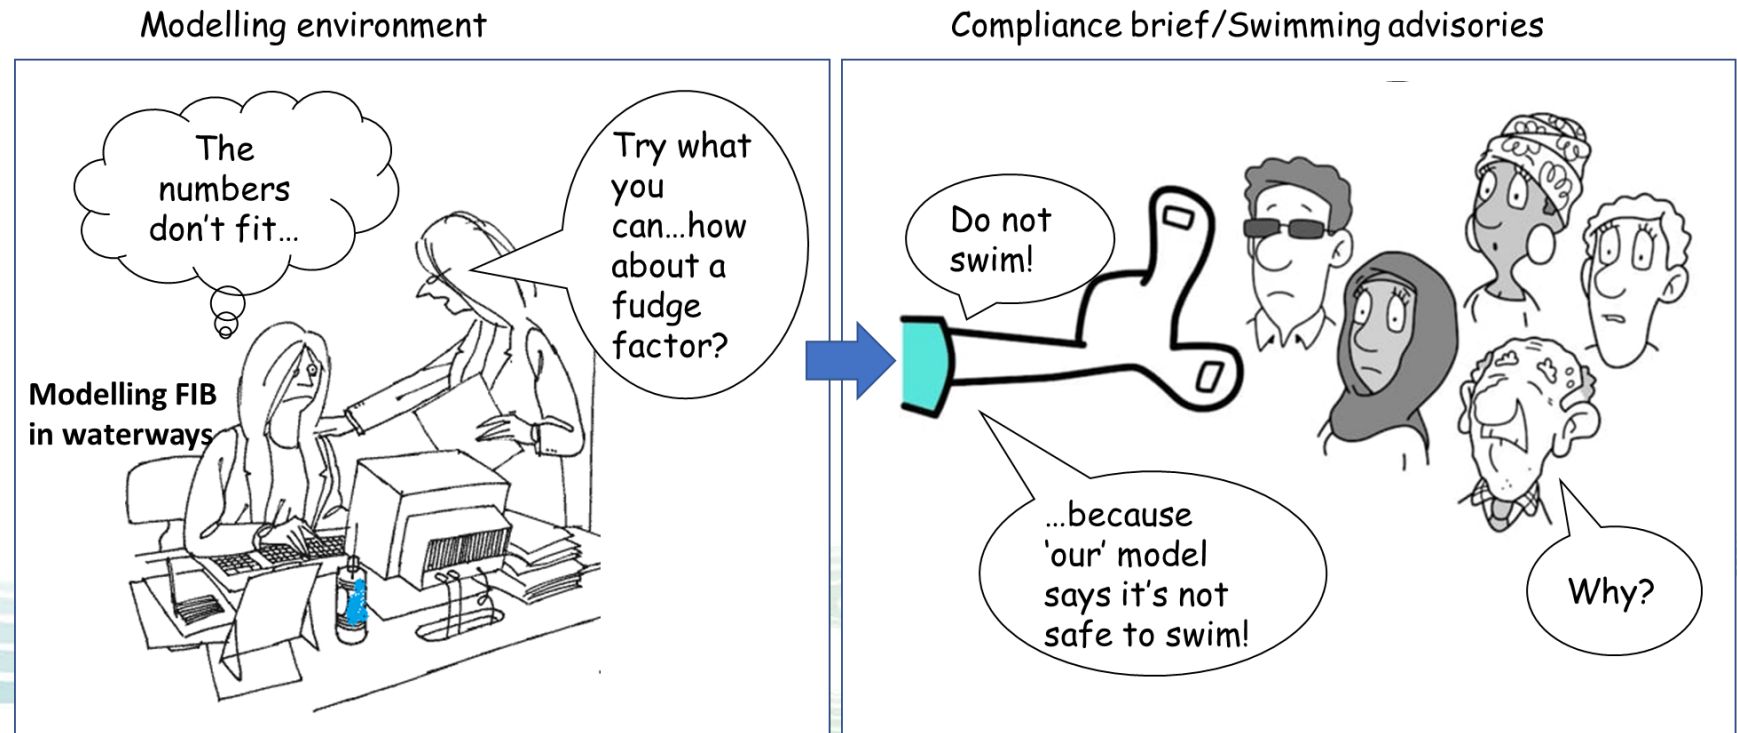 Modelling environment
The
numbers
don't fit...
Try what
you
can...how
about a
fudge
factor?
Modelling FIB
in waterways
Compliance brief/Swimming advisories
Do not
swim!
...because
'our' model
says it's not
safe to swim!
Why?